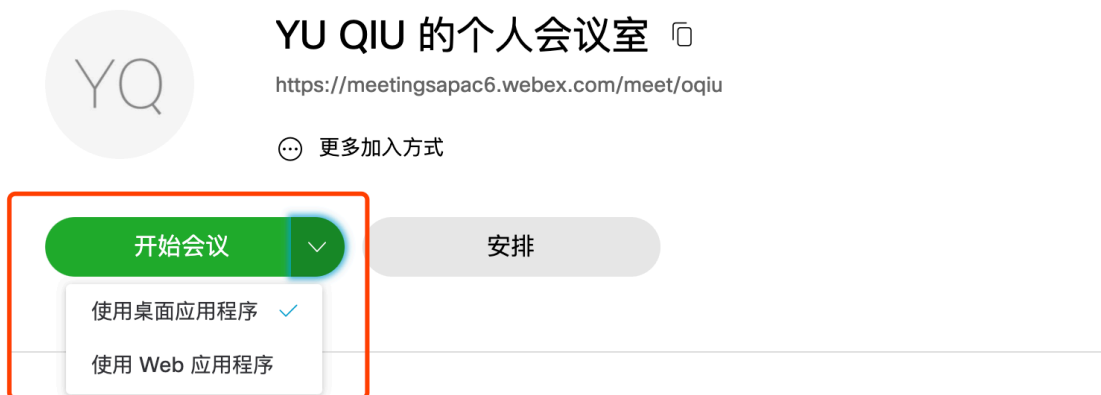 YQ
YU QIU 的个人会议室
https://meetingsapac6.webex.com/meet/oqiu
更多加入方式
开始会议
安排
使用桌面应用程序
使用 Web 应用程序